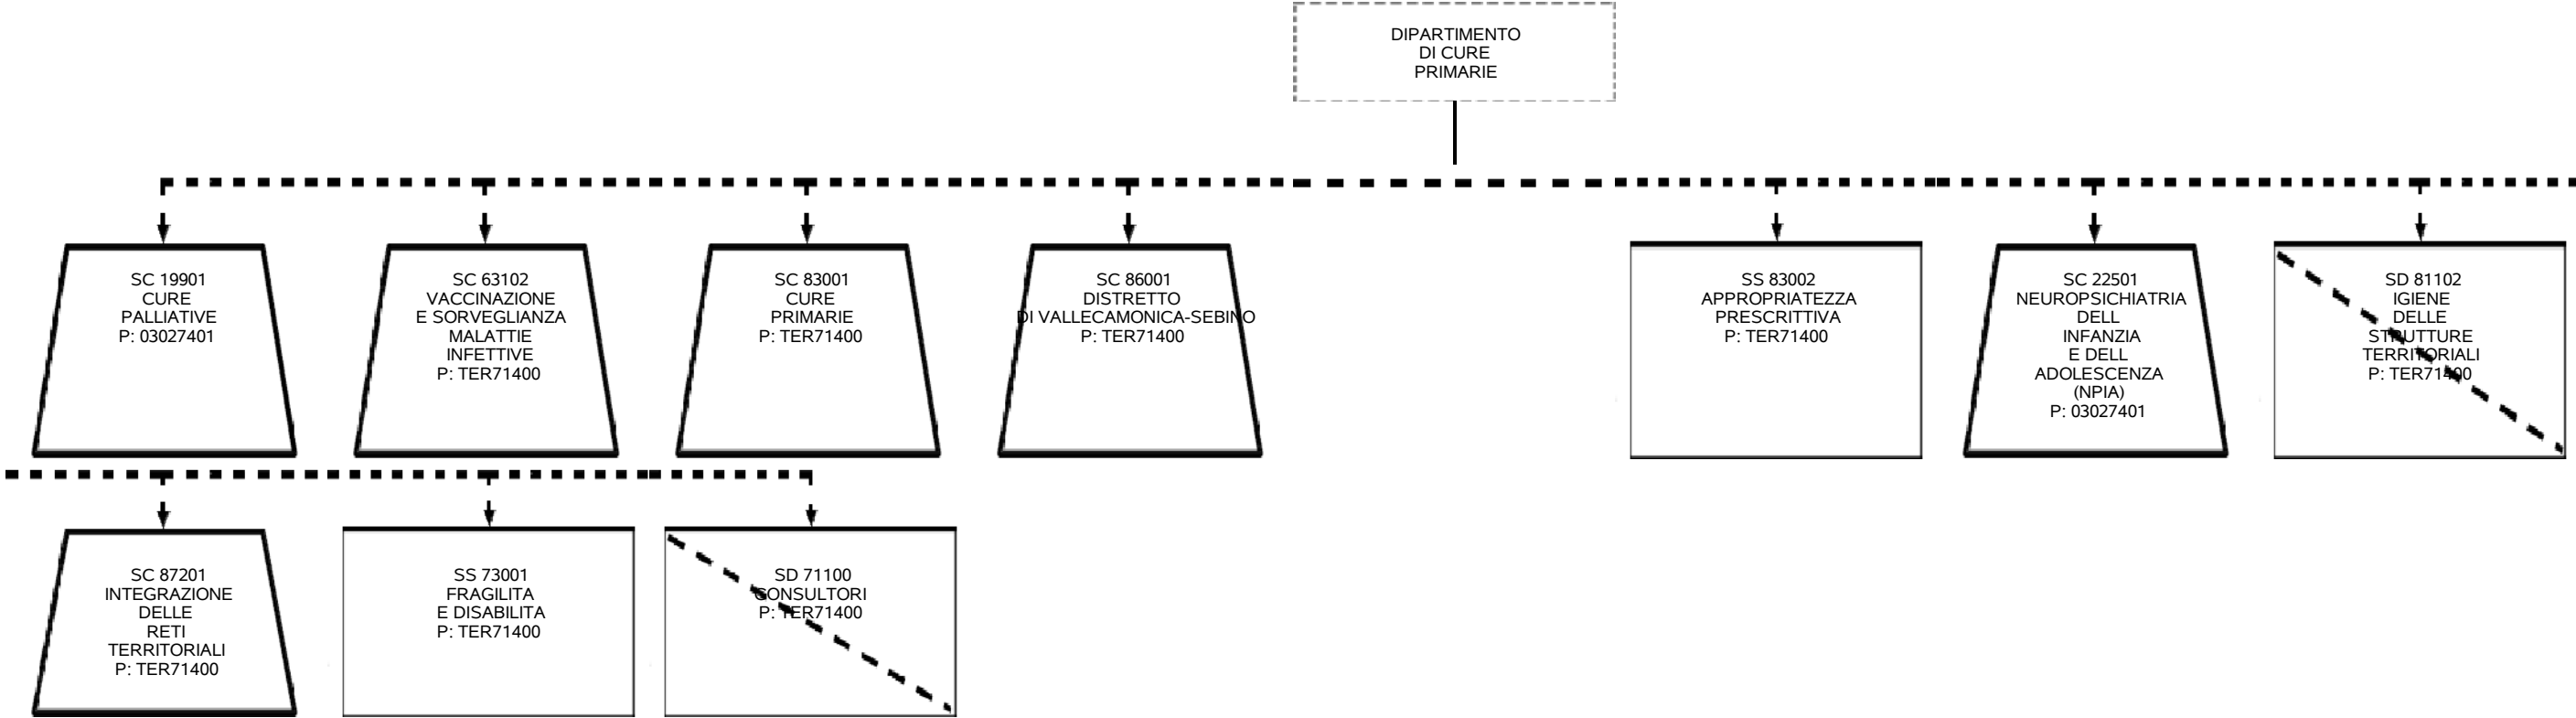 DIPARTIMENTO
DI CURE
PRIMARIE
SC 19901
CURE
PALLIATIVE
P: 03027401
SC 63102
VACCINAZIONE
E SORVEGLIANZA
MALATTIE
INFETTIVE
P: TER71400
SC 83001
CURE
PRIMARIE
P: TER71400
SC 86001
DISTRETTO
DI VALLECAMONICA-SEBINO
P: TER71400
SS 83002
APPROPRIATEZZA
PRESCRITTIVA
P: TER71400
SC 22501
NEUROPSICHIATRIA
DELL
INFANZIA
E DELL
ADOLESCENZA
(NPIA)
P: 03027401
SD 81102
IGIENE
DELLE
STRUTTURE
TERRITORIALI
P: TER71400
SC 87201
INTEGRAZIONE
DELLE
RETI
TERRITORIALI
P: TER71400
SS 73001
FRAGILITA
E DISABILITA
P: TER71400
SD 71100
CONSULTORI
P: TER71400